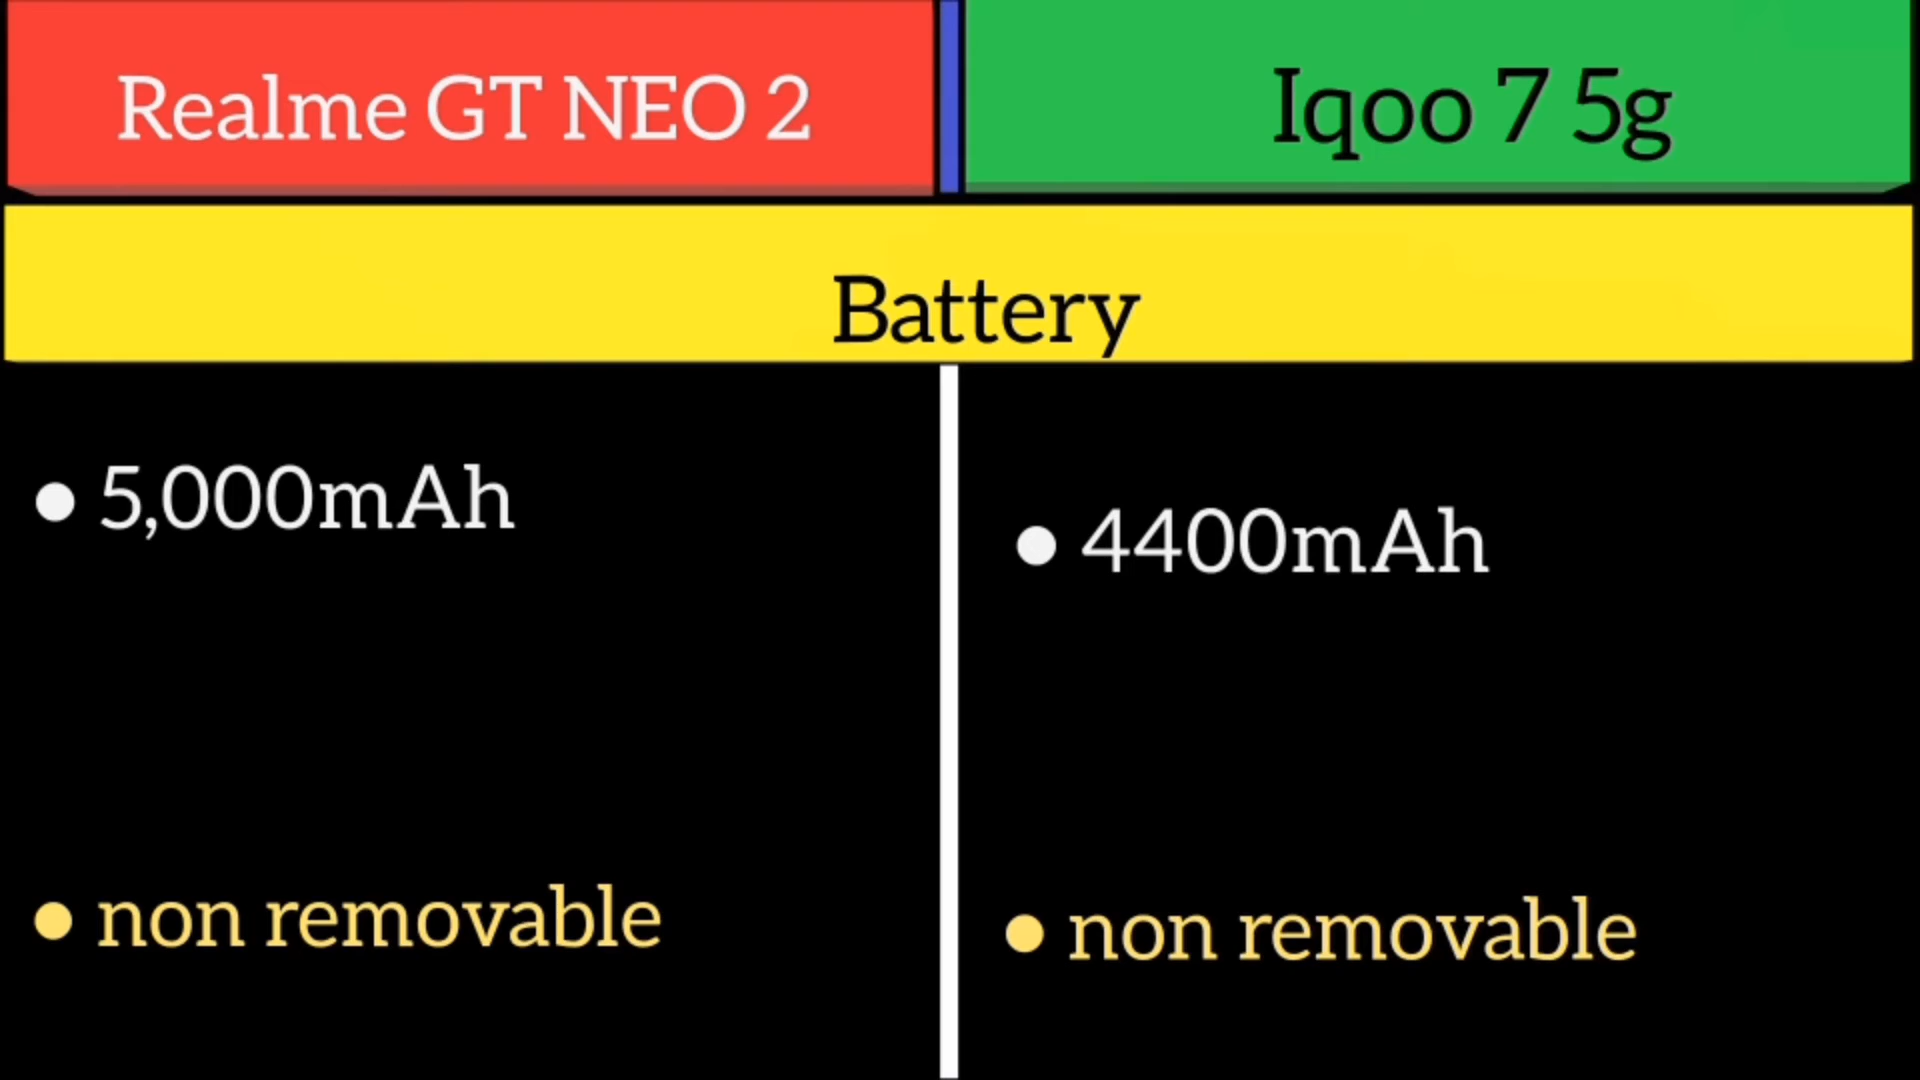 Realme GT NEO 2
Iqoo 7 5g
Battery
• 5,000mAh
• 4400mAh
• non removable
• non removable